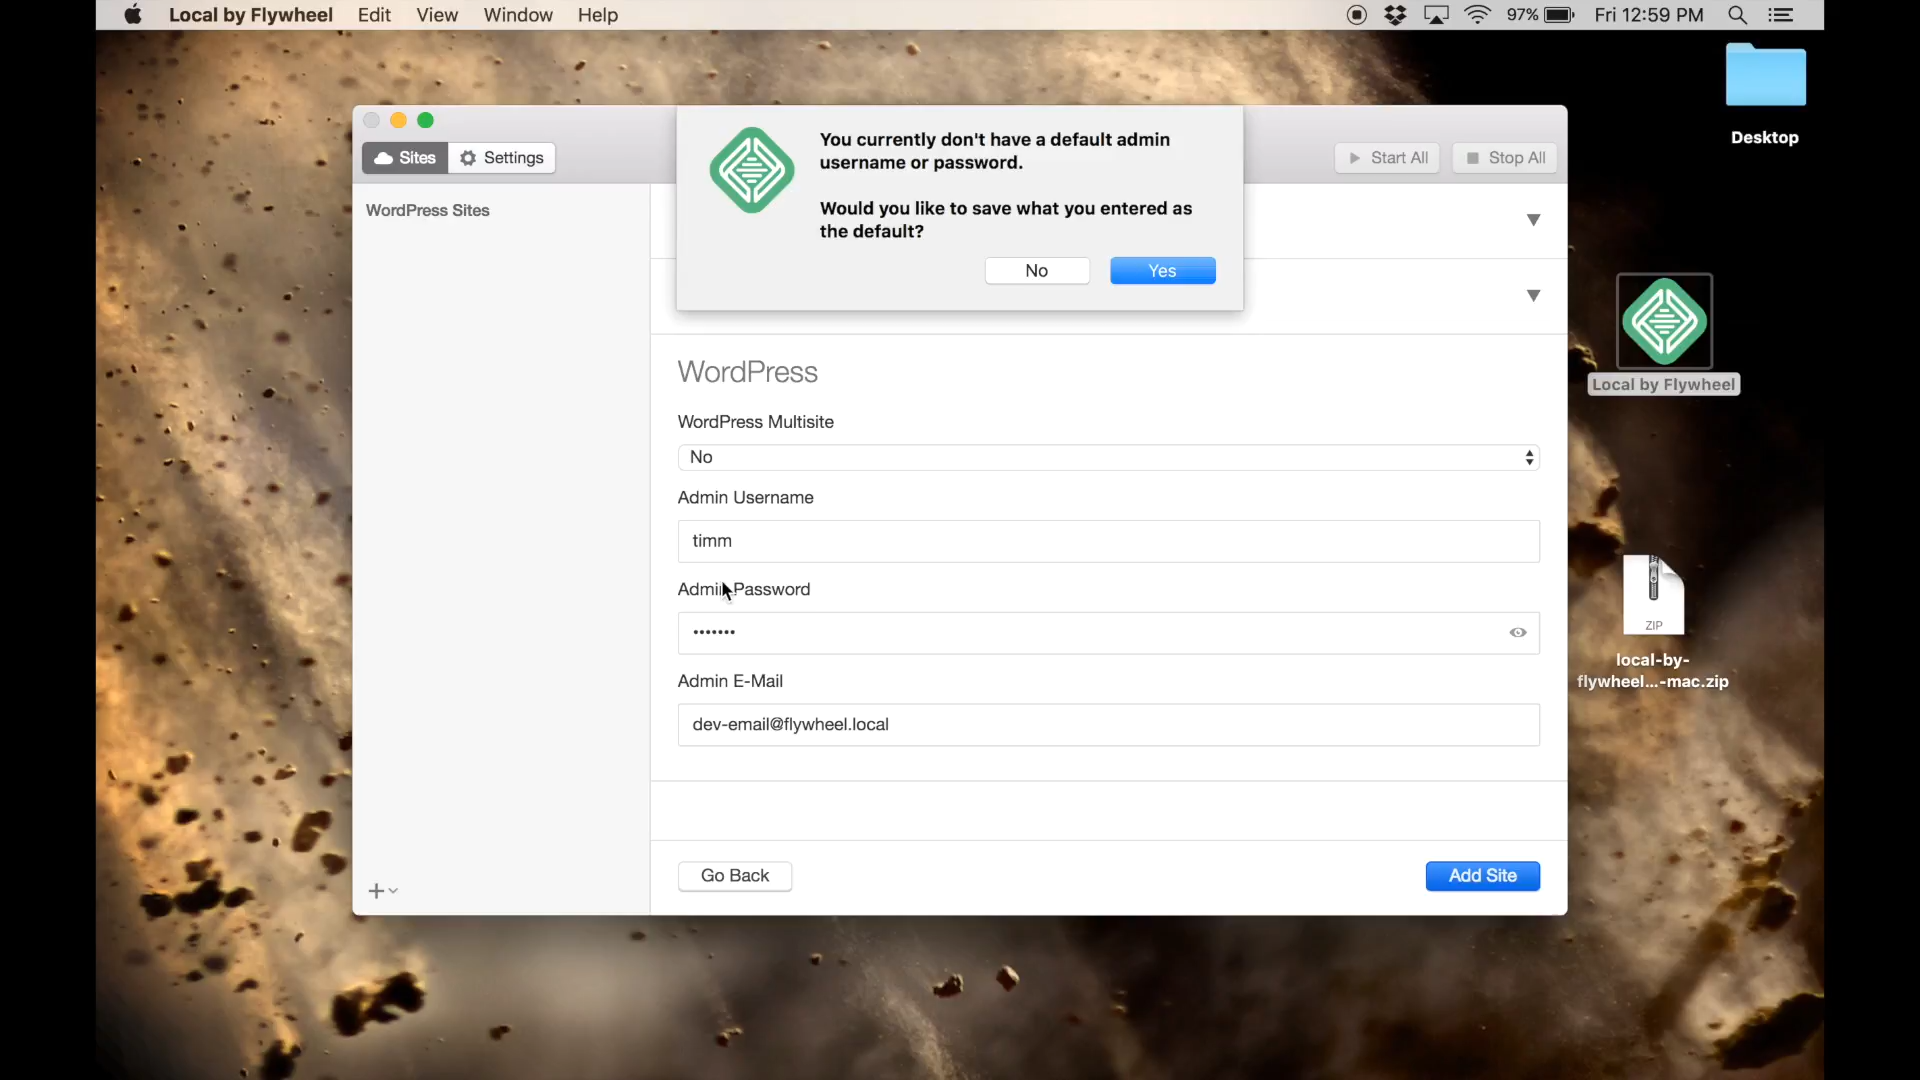 Local by Flywheel Edit View Window Help 97% Fri 12:59 PM
Desktop
You currently don't have a default admin
username or password.
Would you like to save what you entered as
the default?
No Yes
Sites Settings
Start All Stop All
WordPress Sites
WordPress
WordPress Multisite
No
Admin Username
timm
Admin Password
•••••••
Admin E-Mail
dev-email@flywheel.local
Go Back Add Site
Local by Flywheel
ZIP
local-by-
flywheel...-mac.zip